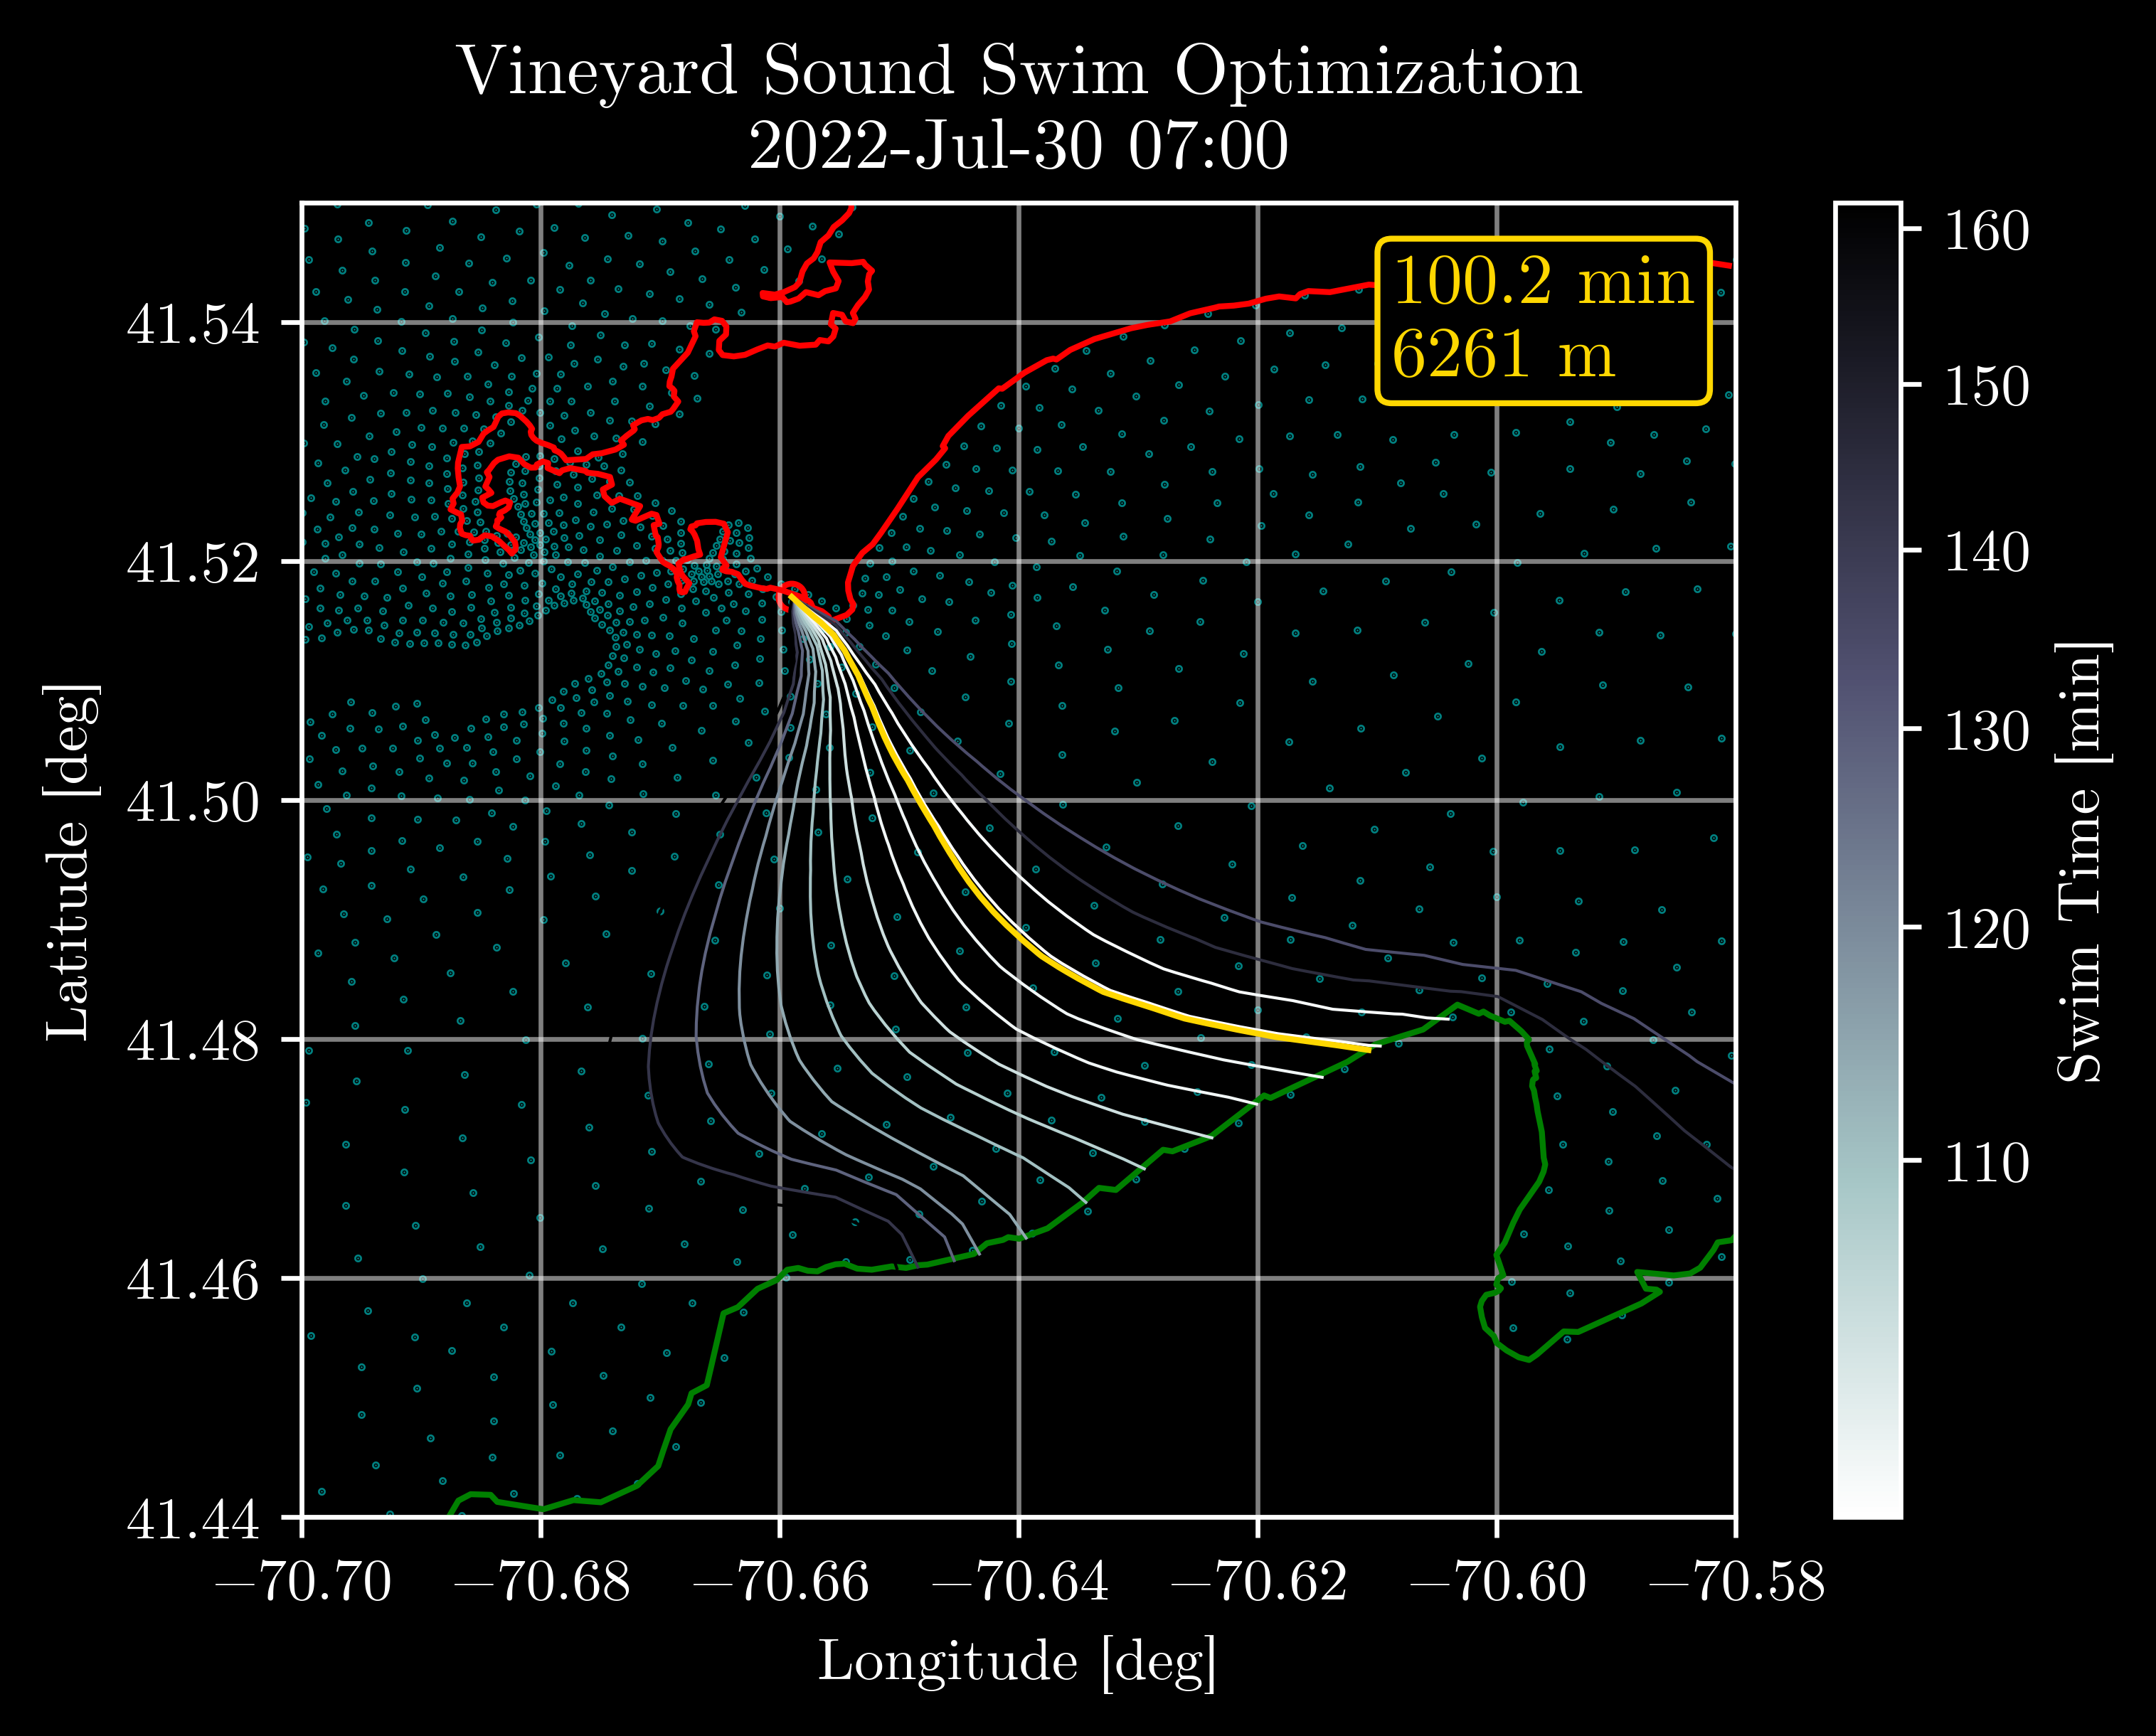 Vineyard Sound Swim Optimization
2022-Jul-30 07:00
100.2 min
6261 m
Latitude [deg]
41.54
41.52
41.50
41.48
41.46
41.44
−70.70
−70.68
−70.66
−70.64
−70.62
−70.60
−70.58
Longitude [deg]
160
150
140
130
120
110
Swim Time [min]